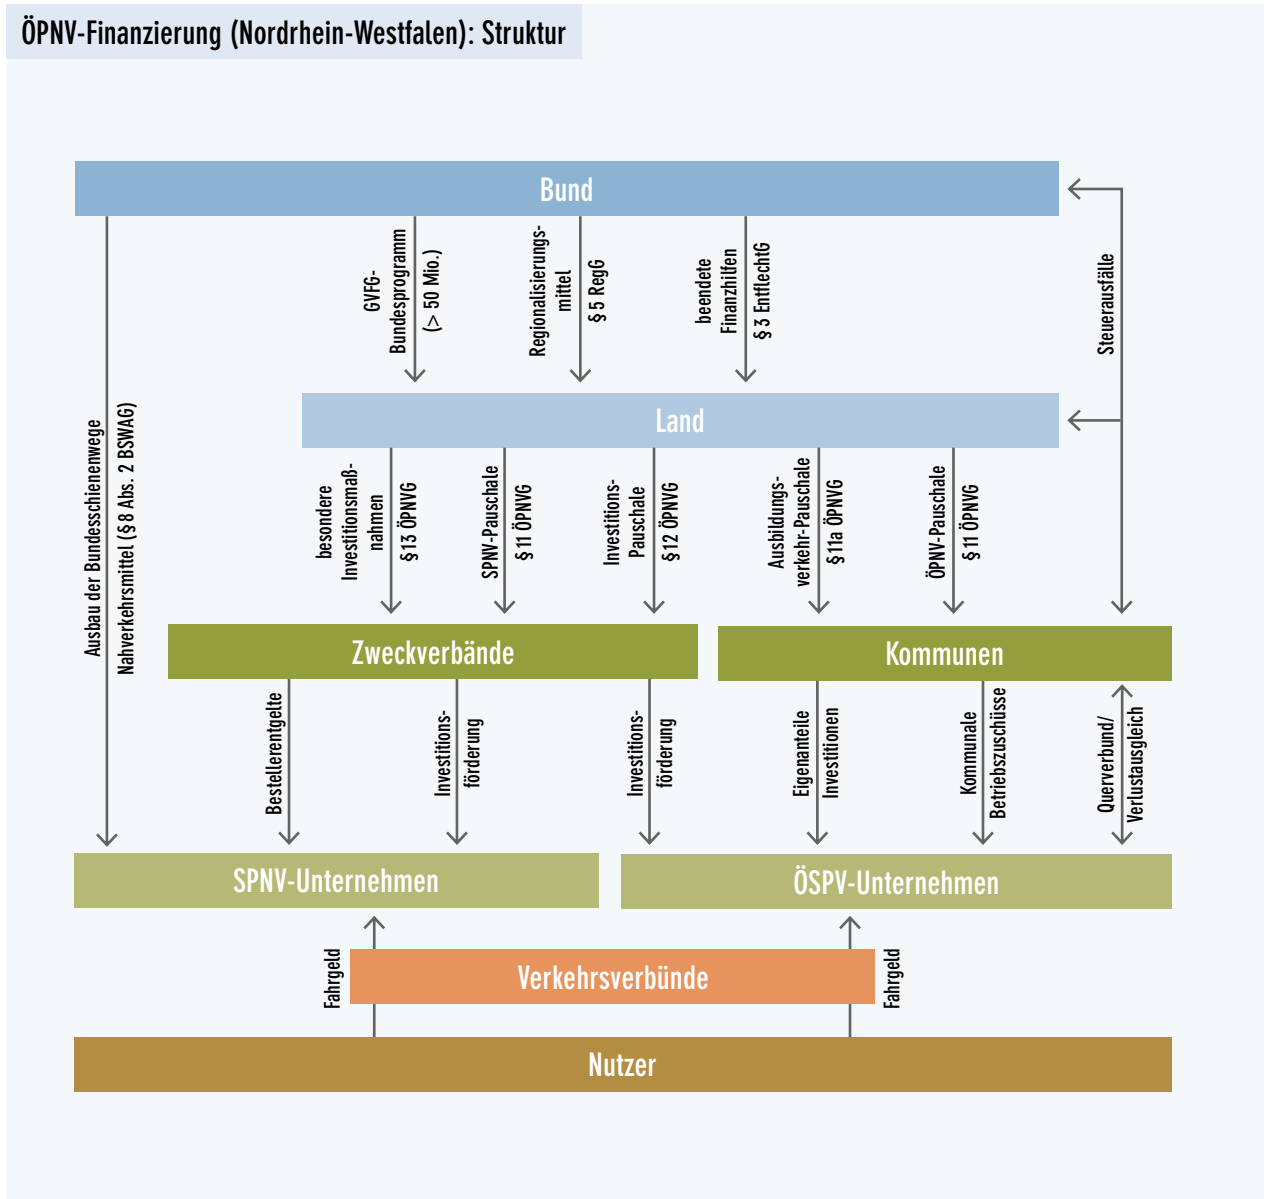 ÖPNV-Finanzierung (Nordrhein-Westfalen): Struktur
Bund
Ausbau der Bundesschienenwege
Nahverkehrsmittel (§ 8 Abs. 2 BSWAG)
GVFG-
Bundesprogramm
(> 50 Mio.)
Regionalisierungs-
mittel
§ 5 RegG
beendete
Finanzhilfen
§ 3 EntflechtG
Steuerausfälle
Land
besondere
Investitionsmaß-
nahmen
§ 13 ÖPNVG
SPNV-Pauschale
§ 11 ÖPNVG
Investitions-
Pauschale
§ 12 ÖPNVG
Ausbildungs-
verkehr-Pauschale
§ 11a ÖPNVG
ÖPNV-Pauschale
§ 11 ÖPNVG
Zweckverbände
Kommunen
Bestellerentgelte
Investitions-
förderung
Investitions-
förderung
Eigenanteile
Investitionen
Kommunale
Betriebszuschüsse
Querverbund/
Verlustausgleich
SPNV-Unternehmen
ÖSPV-Unternehmen
Fahrgeld
Verkehrsverbünde
Fahrgeld
Nutzer